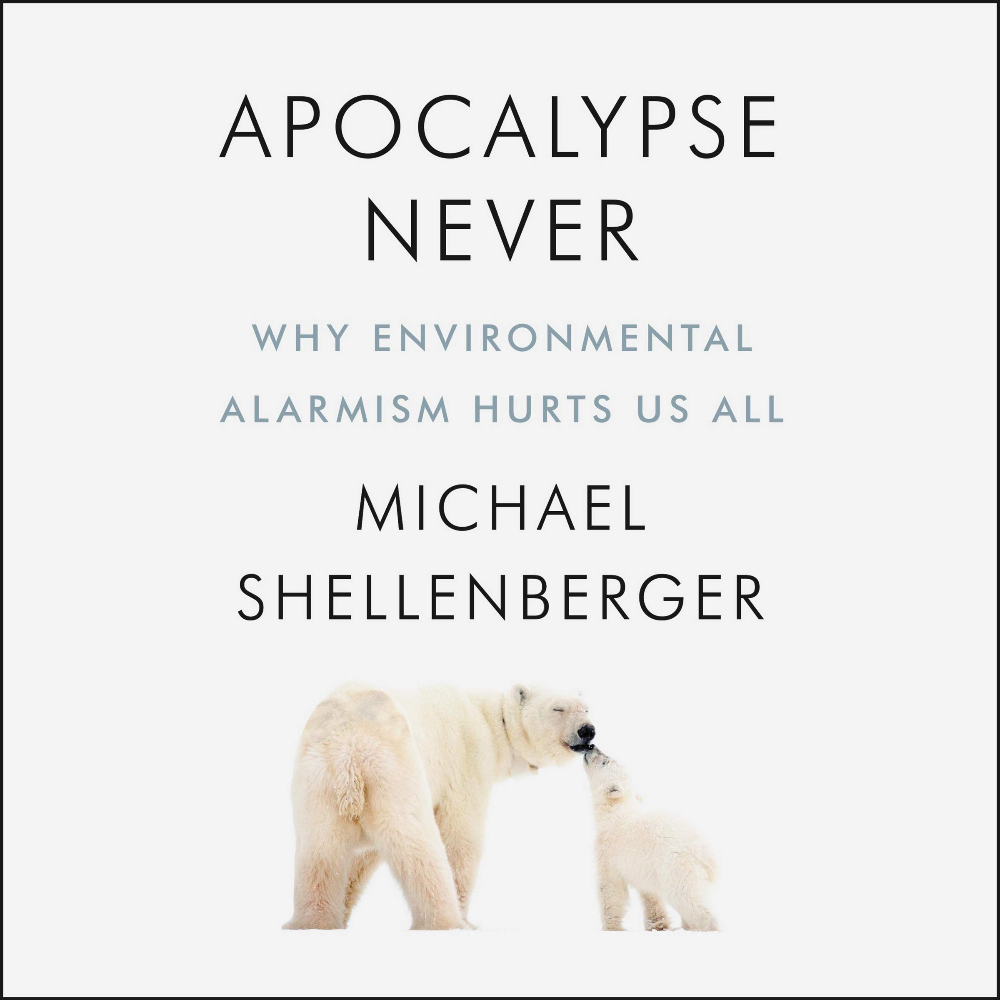 APOCALYPSE
NEVER
WHY ENVIRONMENTAL
ALARMISM HURTS US ALL
MICHAEL
SHELLENBERGER